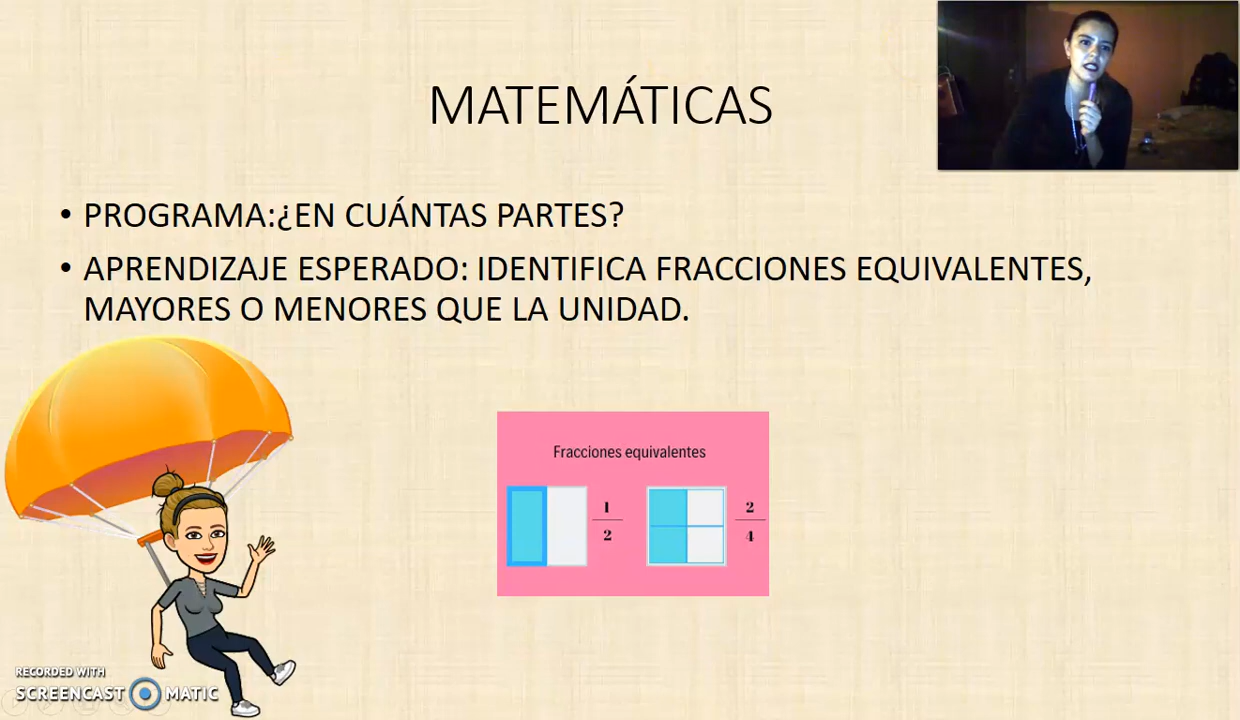 MATEMÁTICAS
• PROGRAMA:¿EN CUÁNTAS PARTES?
• APRENDIZAJE ESPERADO: IDENTIFICA FRACCIONES EQUIVALENTES,
MAYORES O MENORES QUE LA UNIDAD.
Fracciones equivalentes
1
2
2
4
RECORDED WITH
SCREENCAST MATIC